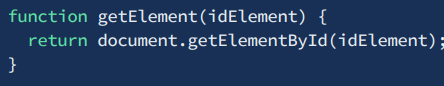 function getElement(idElement) {
  return document.getElementById(idElement);
}